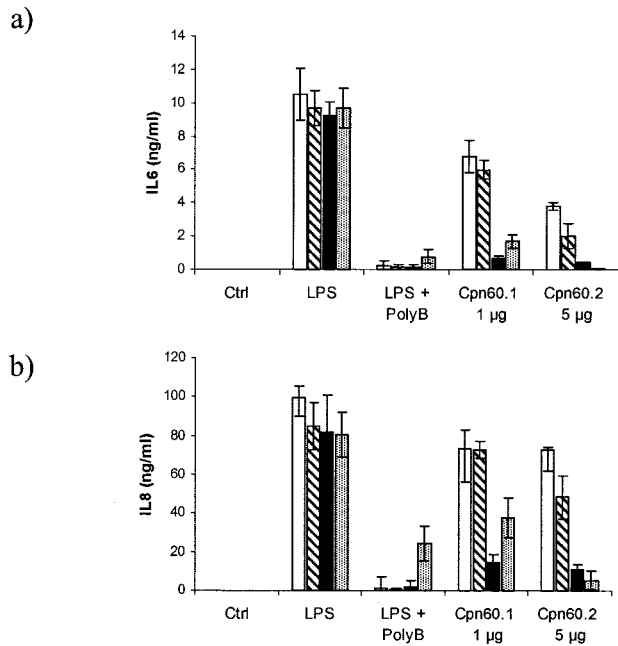 a)
14
12
10
8
6
4
2
0
IL6 (ng/ml)
Ctrl LPS LPS + Cpn60.1 Cpn60.2
PolyB 1 µg 5 µg
b)
120
100
80
60
40
20
0
IL8 (ng/ml)
Ctrl LPS LPS + Cpn60.1 Cpn60.2
PolyB 1 µg 5 µg